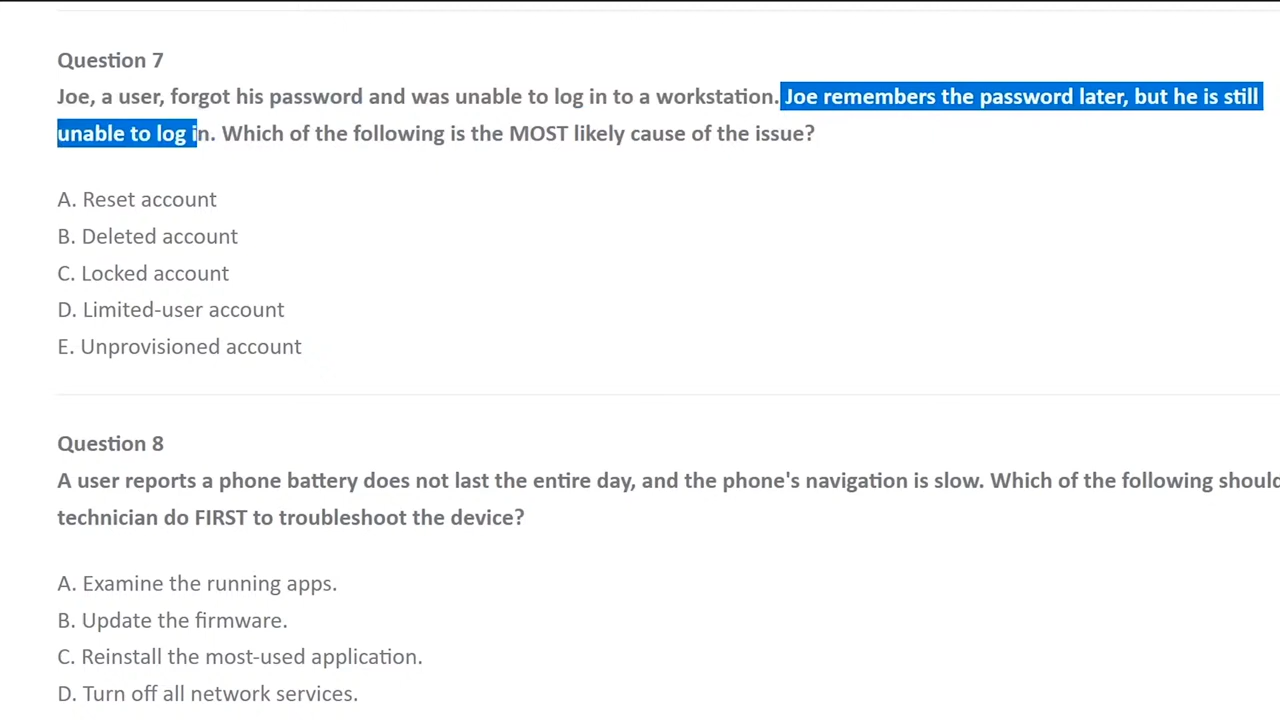 Question 7
Joe, a user, forgot his password and was unable to log in to a workstation. Joe remembers the password later, but he is still
unable to log in. Which of the following is the MOST likely cause of the issue?
A. Reset account
B. Deleted account
C. Locked account
D. Limited-user account
E. Unprovisioned account
Question 8
A user reports a phone battery does not last the entire day, and the phone's navigation is slow. Which of the following should
technician do FIRST to troubleshoot the device?
A. Examine the running apps.
B. Update the firmware.
C. Reinstall the most-used application.
D. Turn off all network services.